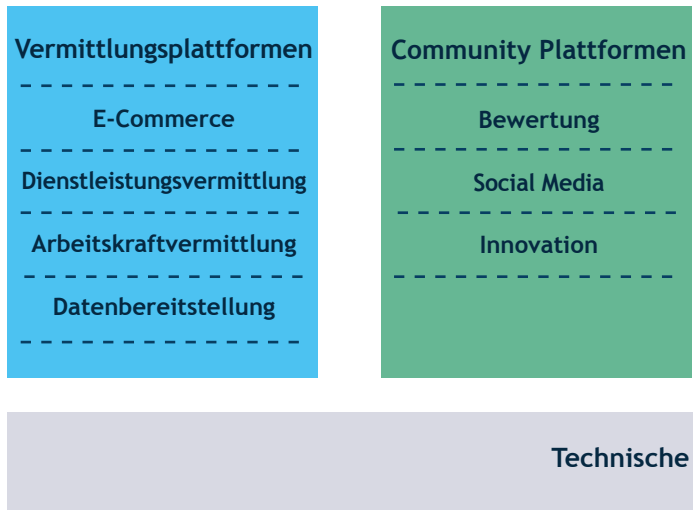 Vermittlungsplattformen
E-Commerce
Dienstleistungsvermittlung
Arbeitskraftvermittlung
Datenbereitstellung
Community Plattformen
Bewertung
Social Media
Innovation
Technische